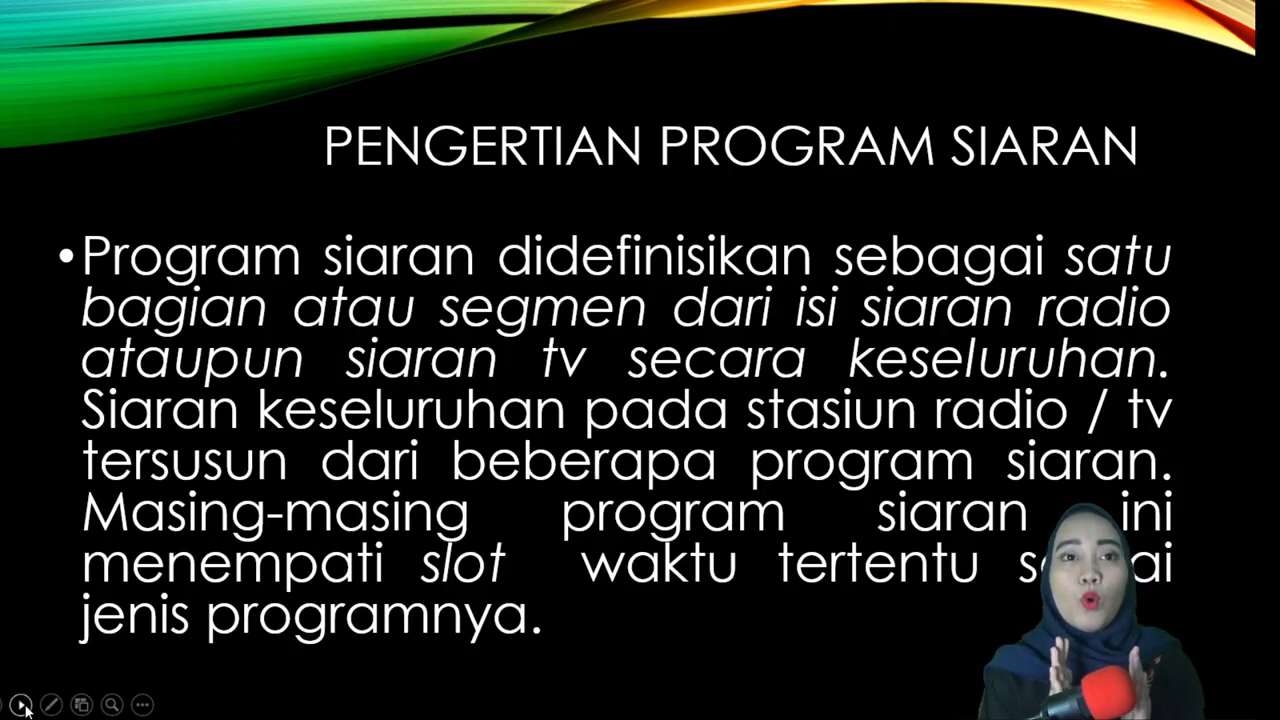 PENGERTIAN PROGRAM SIARAN
•Program siaran didefinisikan sebagai satu
bagian atau segmen dari isi siaran radio
ataupun siaran tv secara keseluruhan.
Siaran keseluruhan pada stasiun radio / tv
tersusun dari beberapa program siaran.
Masing-masing program siaran ini
menempati slot waktu tertentu
jenis programnya.